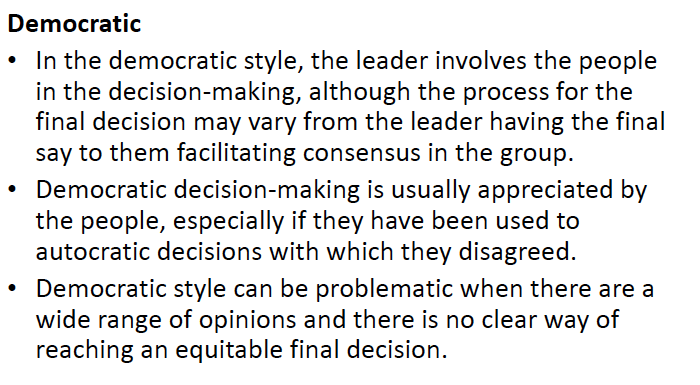 Democratic
• In the democratic style, the leader involves the people
in the decision-making, although the process for the
final decision may vary from the leader having the final
say to them facilitating consensus in the group.
• Democratic decision-making is usually appreciated by
the people, especially if they have been used to
autocratic decisions with which they disagreed.
• Democratic style can be problematic when there are a
wide range of opinions and there is no clear way of
reaching an equitable final decision.